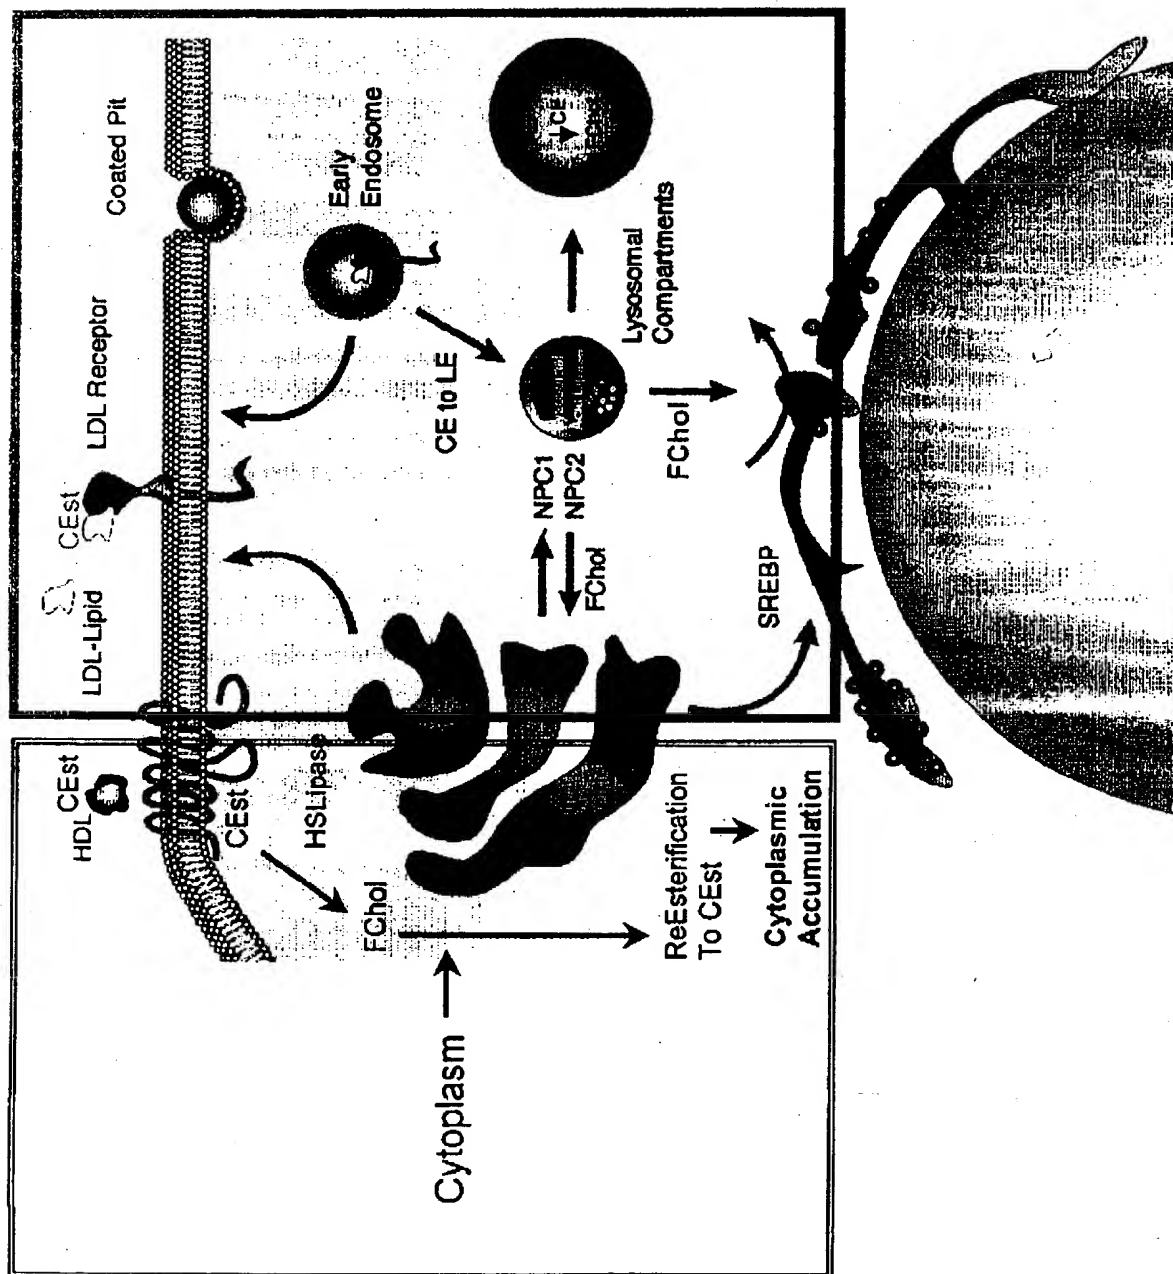 HDL CEst
LDL-Lipid
CEst
LDL Receptor
Coated Pit
CEst
HSLipase
Early
Endosome
FChol
Cytoplasm
CE to LE
NPC1
NPC2
FChol
CE
Lysosomal
Compartments
FChol
ReEsterification
To CEst
Cytoplasmic
Accumulation
SREBP